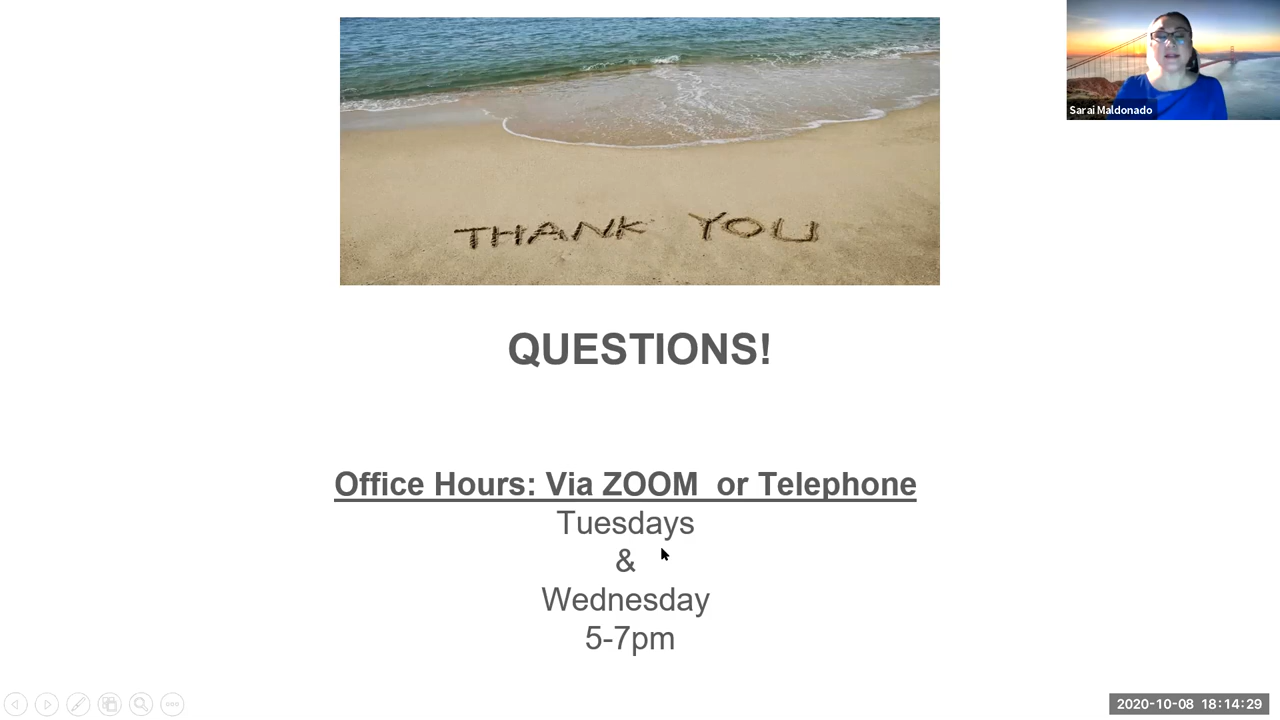 Sarai Maldonado
THANK YOU
QUESTIONS!
Office Hours: Via ZOOM  or Telephone
Tuesdays
&
Wednesday
5-7pm
2020-10-08 18:14:29